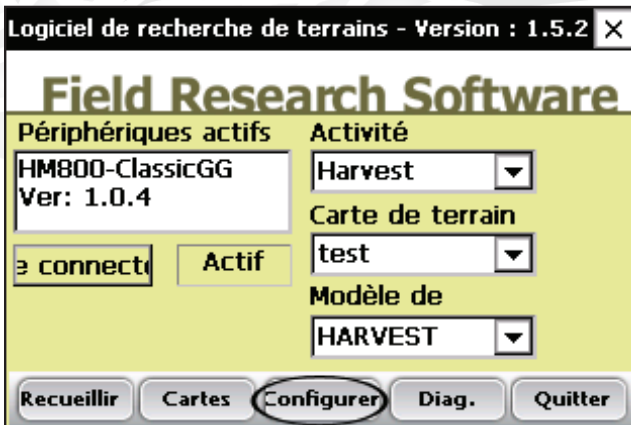 Logiciel de recherche de terrains - Version : 1.5.2
Field Research Software
Périphériques actifs
HM800-ClassicGG
Ver: 1.0.4
e connect
Actif
Activité
Harvest
Carte de terrain
test
Modèle de
HARVEST
Recueillir
Cartes
Configurer
Diag.
Quitter